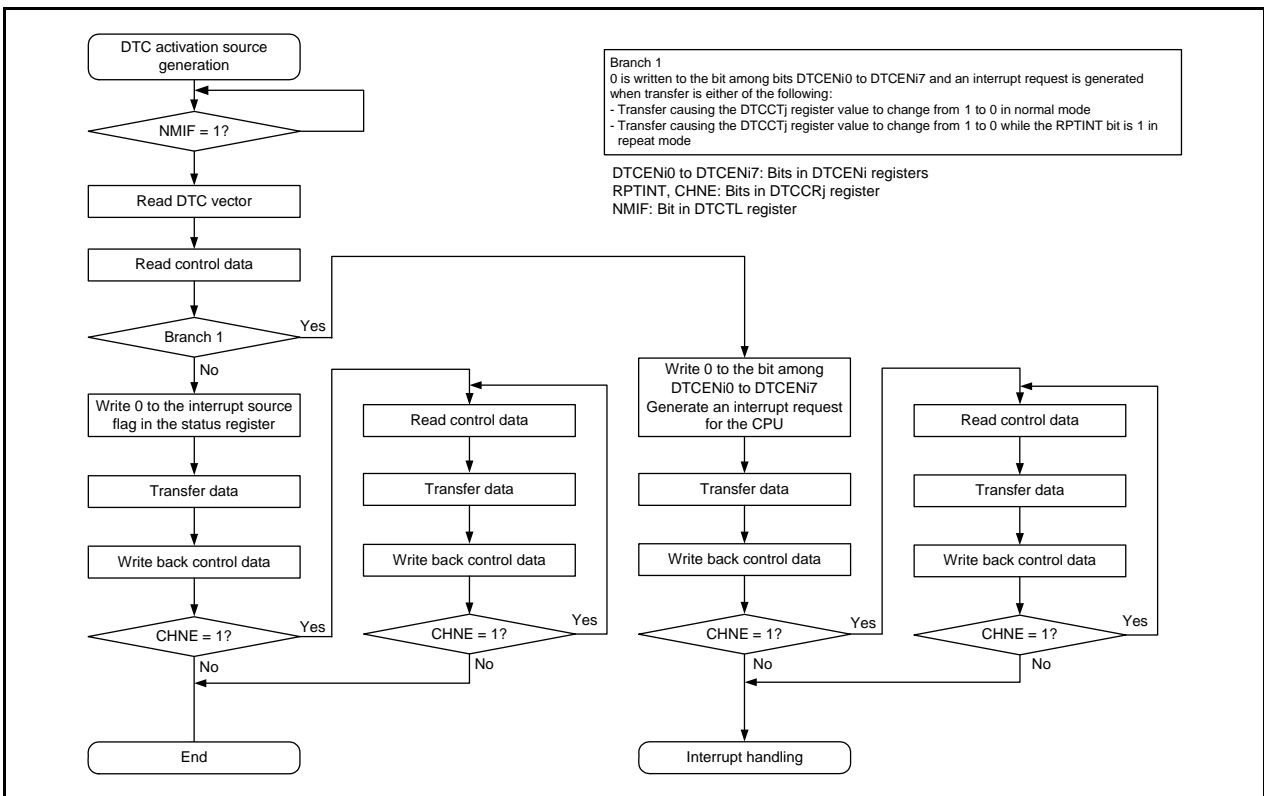 DTC activation source
generation
NMIF = 1?
Read DTC vector
Read control data
Branch 1
Yes
No
Write 0 to the interrupt source
flag in the status register
Transfer data
Write back control data
CHNE = 1?
Yes
No
End
Read control data
Transfer data
Write back control data
CHNE = 1?
Yes
No
Branch 1
0 is written to the bit among bits DTCENi0 to DTCENi7 and an interrupt request is generated
when transfer is either of the following:
- Transfer causing the DTCCTj register value to change from 1 to 0 in normal mode
- Transfer causing the DTCCTj register value to change from 1 to 0 while the RPTINT bit is 1 in
repeat mode
DTCENi0 to DTCENi7: Bits in DTCENi registers
RPTINT, CHNE: Bits in DTCCRj register
NMIF: Bit in DTCTL register
Write 0 to the bit among
DTCENi0 to DTCENi7
Generate an interrupt request
for the CPU
Transfer data
Write back control data
CHNE = 1?
Yes
No
Interrupt handling
Read control data
Transfer data
Write back control data
CHNE = 1?
Yes
No